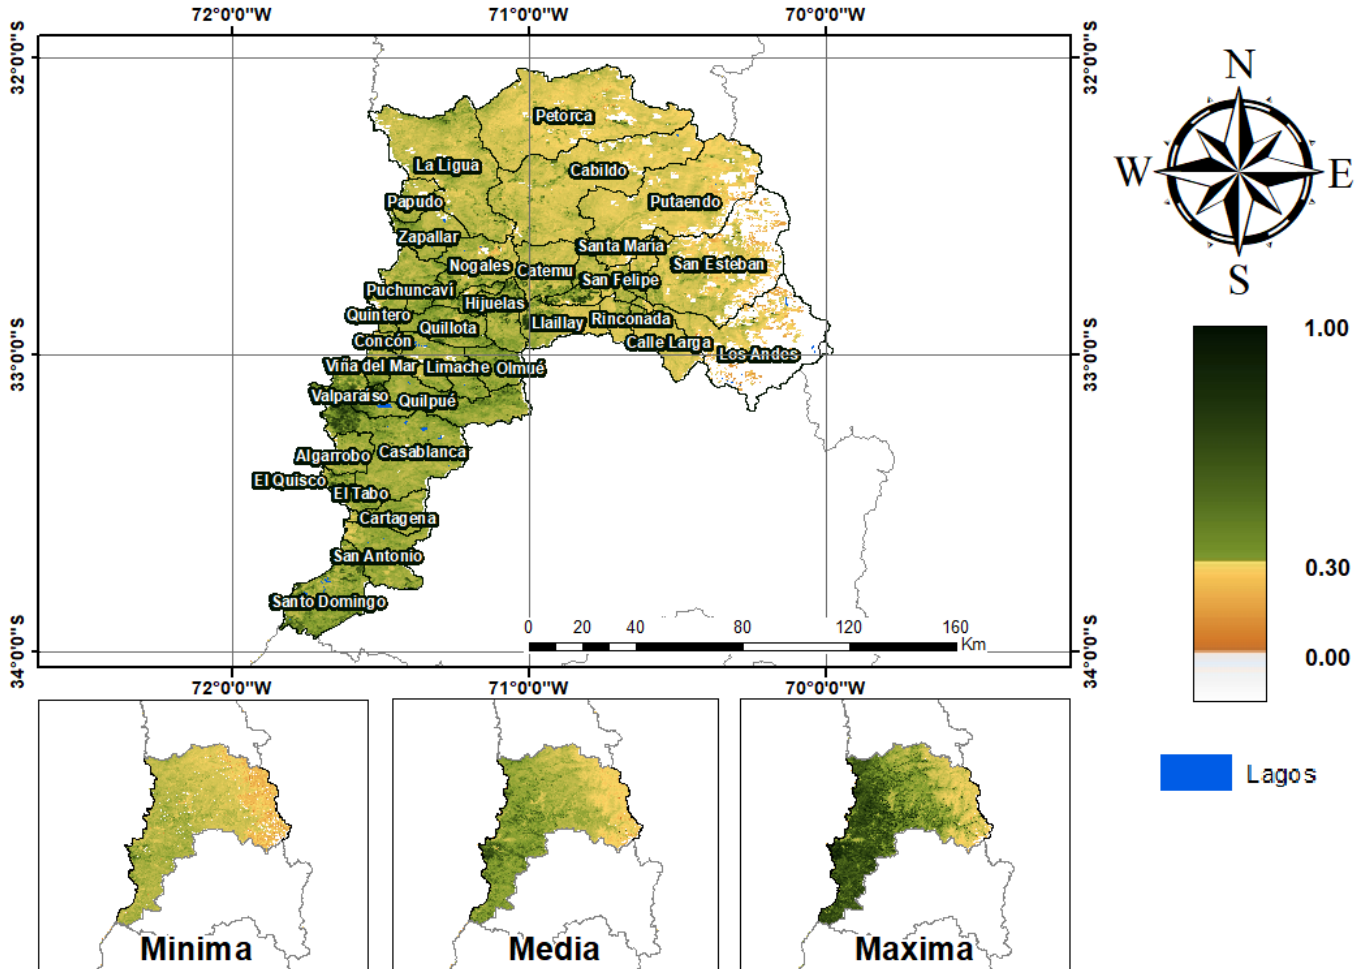 72°0'0"W 71°0'0"W 70°0'0"W
32°0'0"S 32°0'0"S
Petorca
La Ligua
Cabildo
Papudo
Putaendo
Zapallar
Santa María
Nogales
Catemu
San Esteban
Puchuncaví
San Felipe
Hijuelas
Quintero
Quillota
Llaillay
Rinconada
Concón
Calle Larga
Los Andes
33°0'0"S 33°0'0"S
Viña del Mar
Limache
Olmué
Valparaíso
Quilpué
Algarrobo
Casablanca
El Quisco
El Tabo
Cartagena
San Antonio
Santo Domingo
0 20 40 80 120 160
Km
34°0'0"S 34°0'0"S
72°0'0"W 71°0'0"W 70°0'0"W
N
W E
S
1.00
0.30
0.00
Lagos
Minima
Media
Maxima